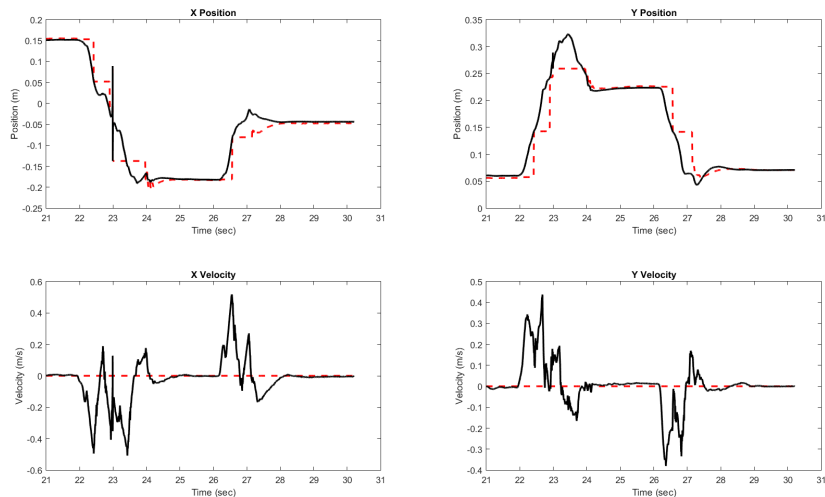 X Position
0.2
0.15
0.1
0.05
0
-0.05
-0.1
-0.15
-0.2
-0.25
Position (m)
21 22 23 24 25 26 27 28 29 30 31
Time (sec)
Y Position
0.35
0.3
0.25
0.2
0.15
0.1
0.05
0
Position (m)
21 22 23 24 25 26 27 28 29 30 31
Time (sec)
X Velocity
0.6
0.4
0.2
0
-0.2
-0.4
-0.6
Velocity (m/s)
21 22 23 24 25 26 27 28 29 30 31
Time (sec)
Y Velocity
0.5
0.4
0.3
0.2
0.1
0
-0.1
-0.2
-0.3
-0.4
Velocity (m/s)
21 22 23 24 25 26 27 28 29 30 31
Time (sec)